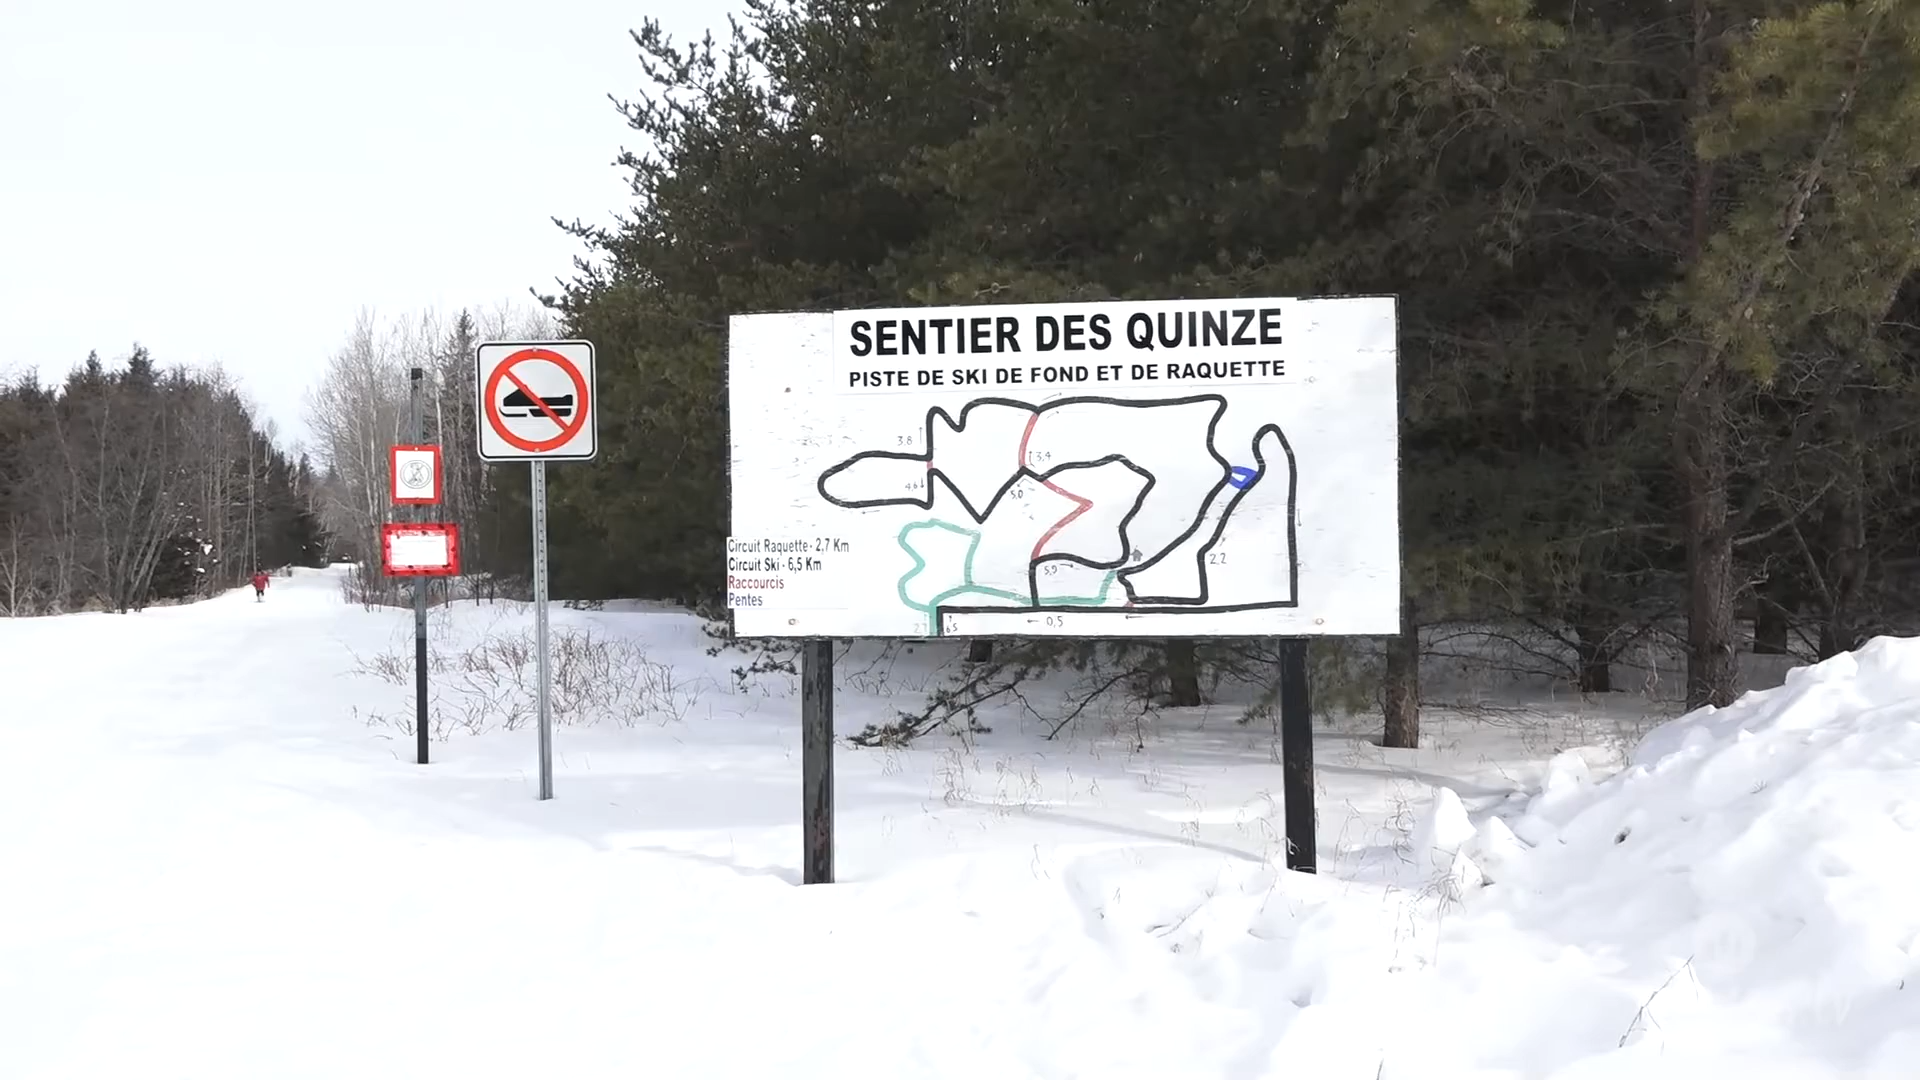 SENTIER DES QUINZE
PISTE DE SKI DE FOND ET DE RAQUETTE
3.8
3,4
4,6
5,0
Circuit Raquette- 2,7 Km
Circuit Ski - 6,5 Km
Raccourcis
Pentes
5,9
2,2
0,5
6,5